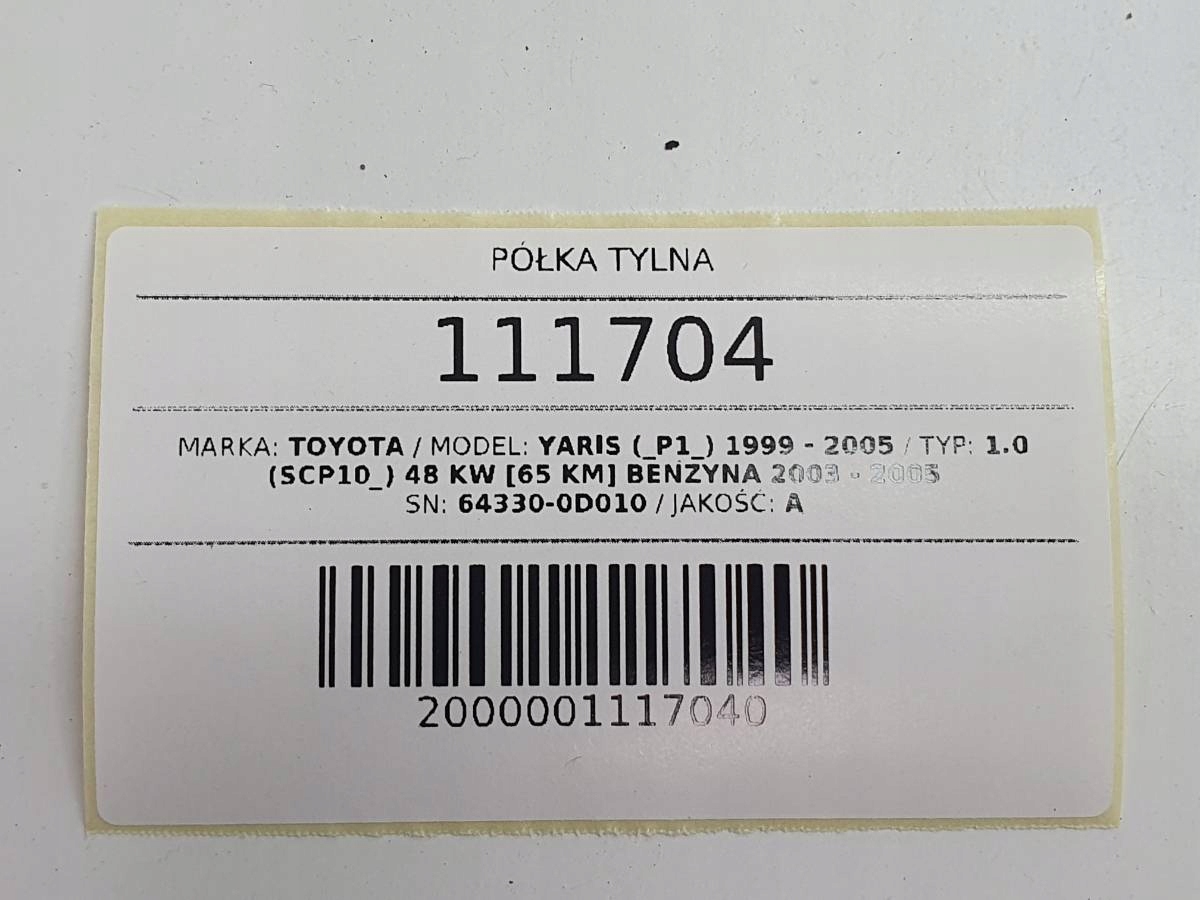 PÓŁKA TYLNA
111704
MARKA: TOYOTA / MODEL: YARIS (_P1_) 1999 - 2005 / TYP: 1.0
(SCP10_) 48 KW [65 KM] BENZYNA 2003 - 2005
SN: 64330-0D010 / JAKOŚĆ: A
2000001117040